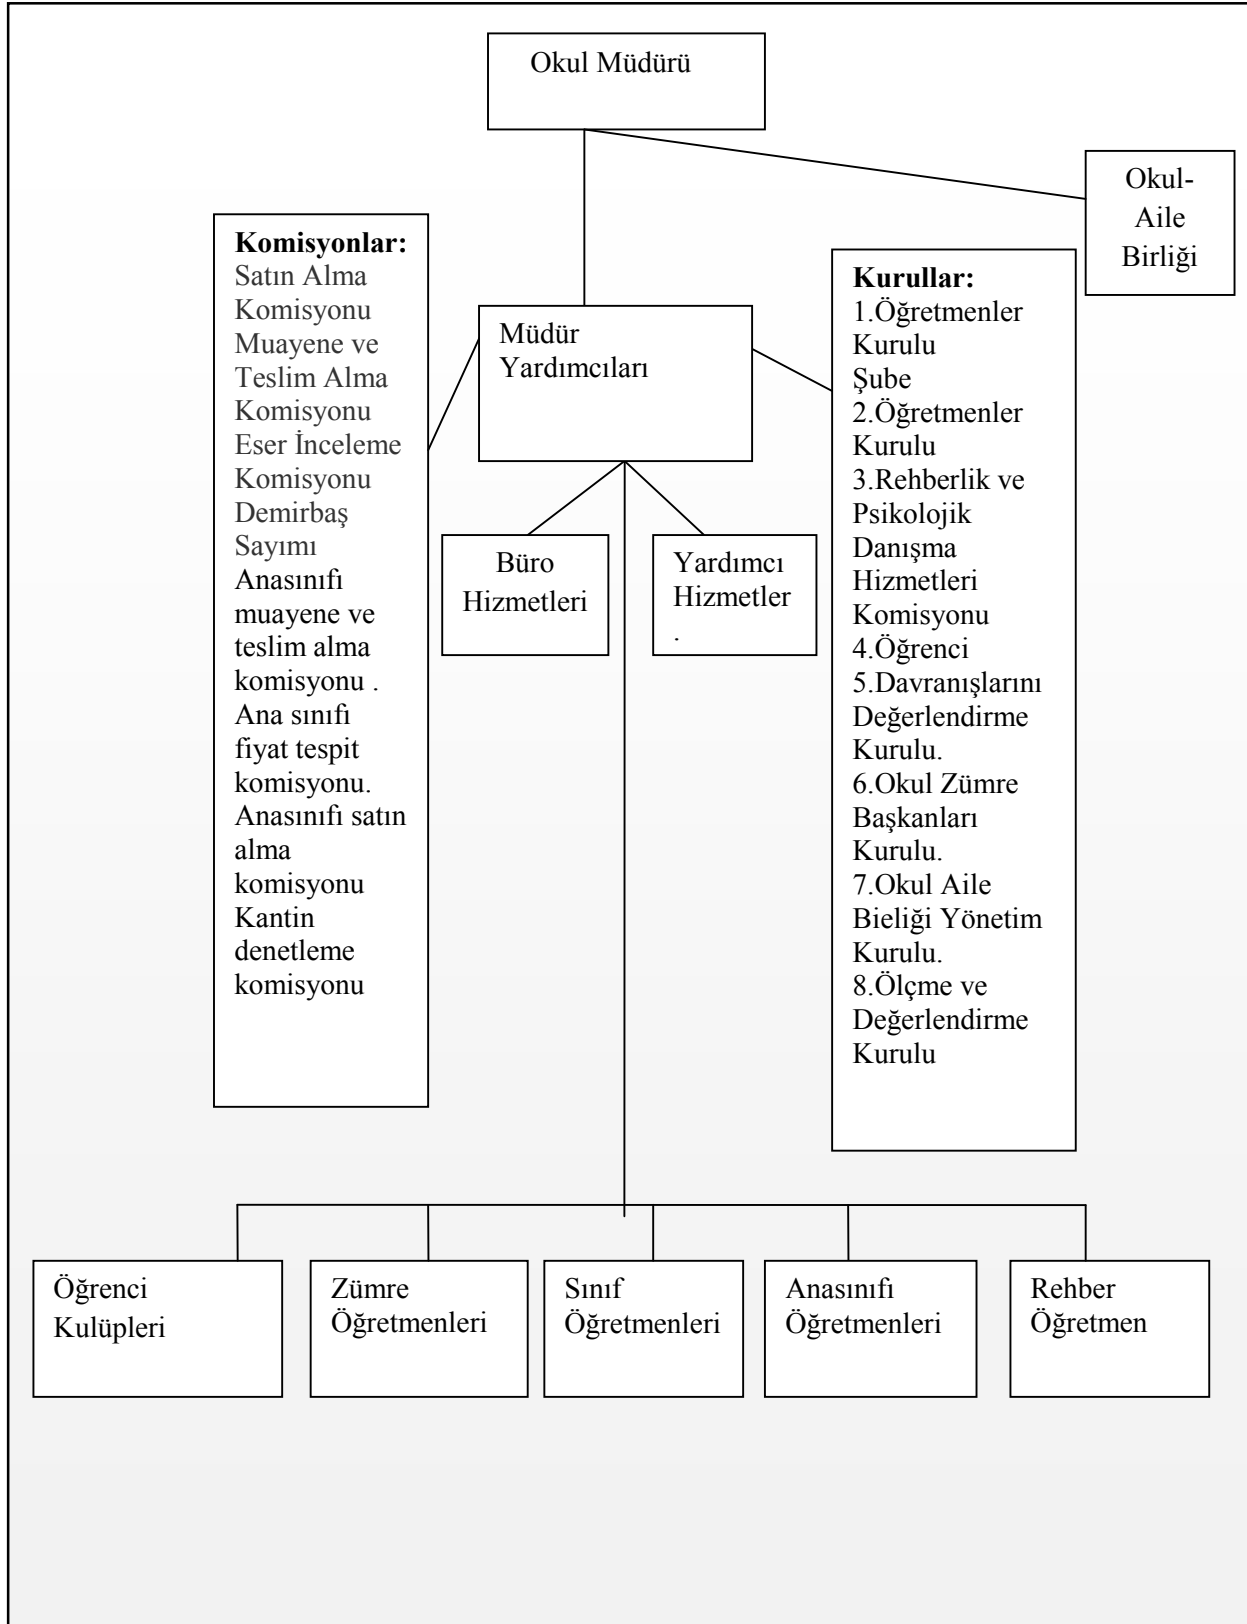 Okul Müdürü
Okul-
Aile
Birliği
Komisyonlar:
Satın Alma
Komisyonu
Muayene ve
Teslim Alma
Komisyonu
Eser İnceleme
Komisyonu
Demirbaş
Sayımı
Anasınıfı
muayene ve
teslim alma
komisyonu .
Ana sınıfı
fiyat tespit
komisyonu.
Anasınıfı satın
alma
komisyonu
Kantin
denetleme
komisyonu
Müdür
Yardımcıları
Kurullar:
1.Öğretmenler
Kurulu
Şube
2.Öğretmenler
Kurulu
3.Rehberlik ve
Psikolojik
Danışma
Hizmetleri
Komisyonu
4.Öğrenci
5.Davranışlarını
Değerlendirme
Kurulu.
6.Okul Zümre
Başkanları
Kurulu.
7.Okul Aile
Bieliği Yönetim
Kurulu.
8.Ölçme ve
Değerlendirme
Kurulu
Büro
Hizmetleri
Yardımcı
Hizmetler
.
Öğrenci
Kulüpleri
Zümre
Öğretmenleri
Sınıf
Öğretmenleri
Anasınıfı
Öğretmenleri
Rehber
Öğretmen